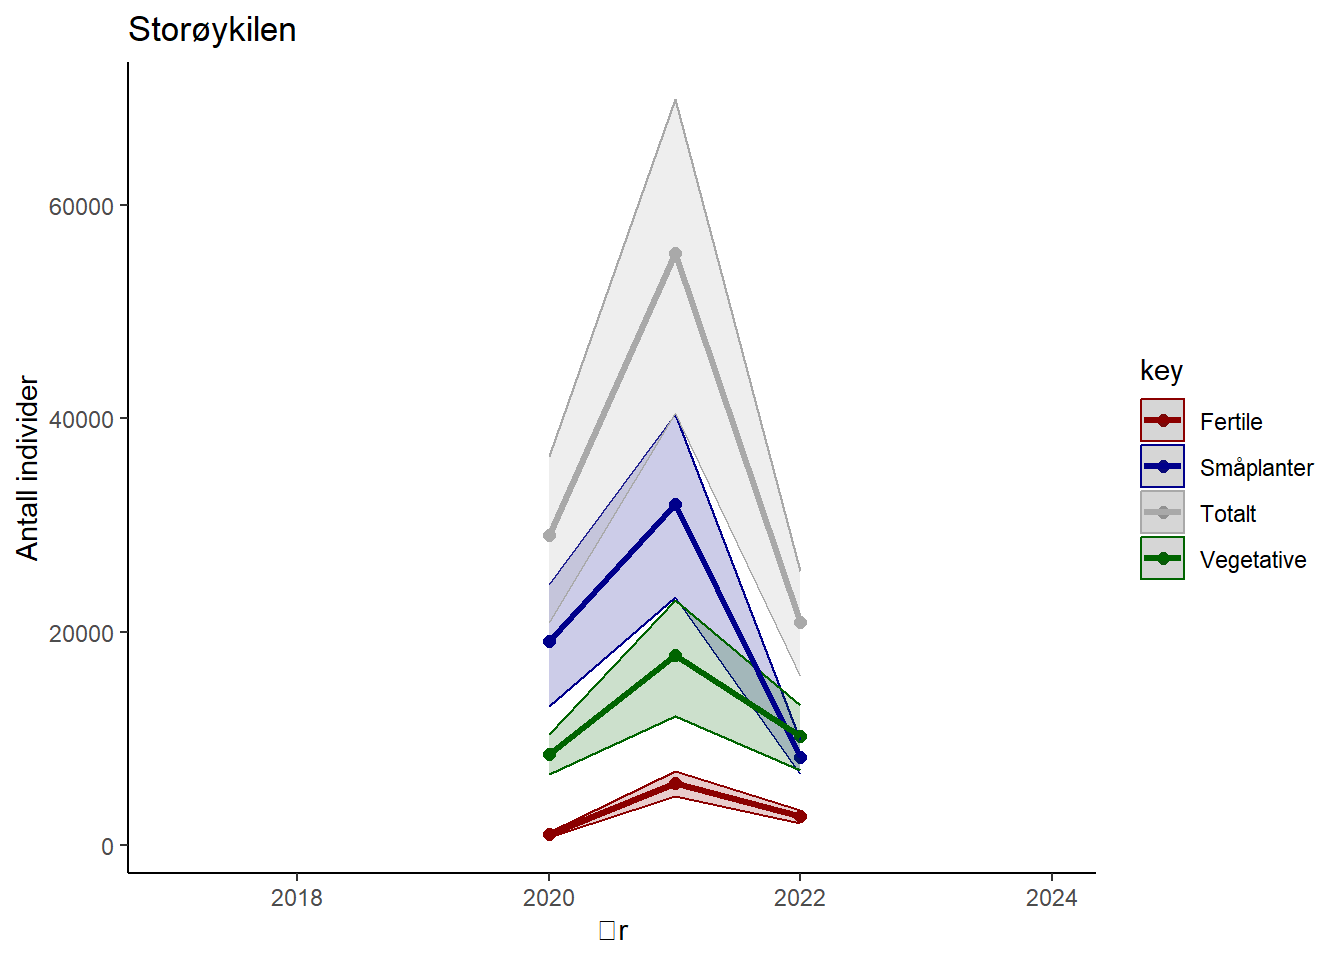 Storøykilen
Antall individer
60000
40000
20000
0
2018
2020
2022
2024
□r
key
Fertile
Småplanter
Totalt
Vegetative